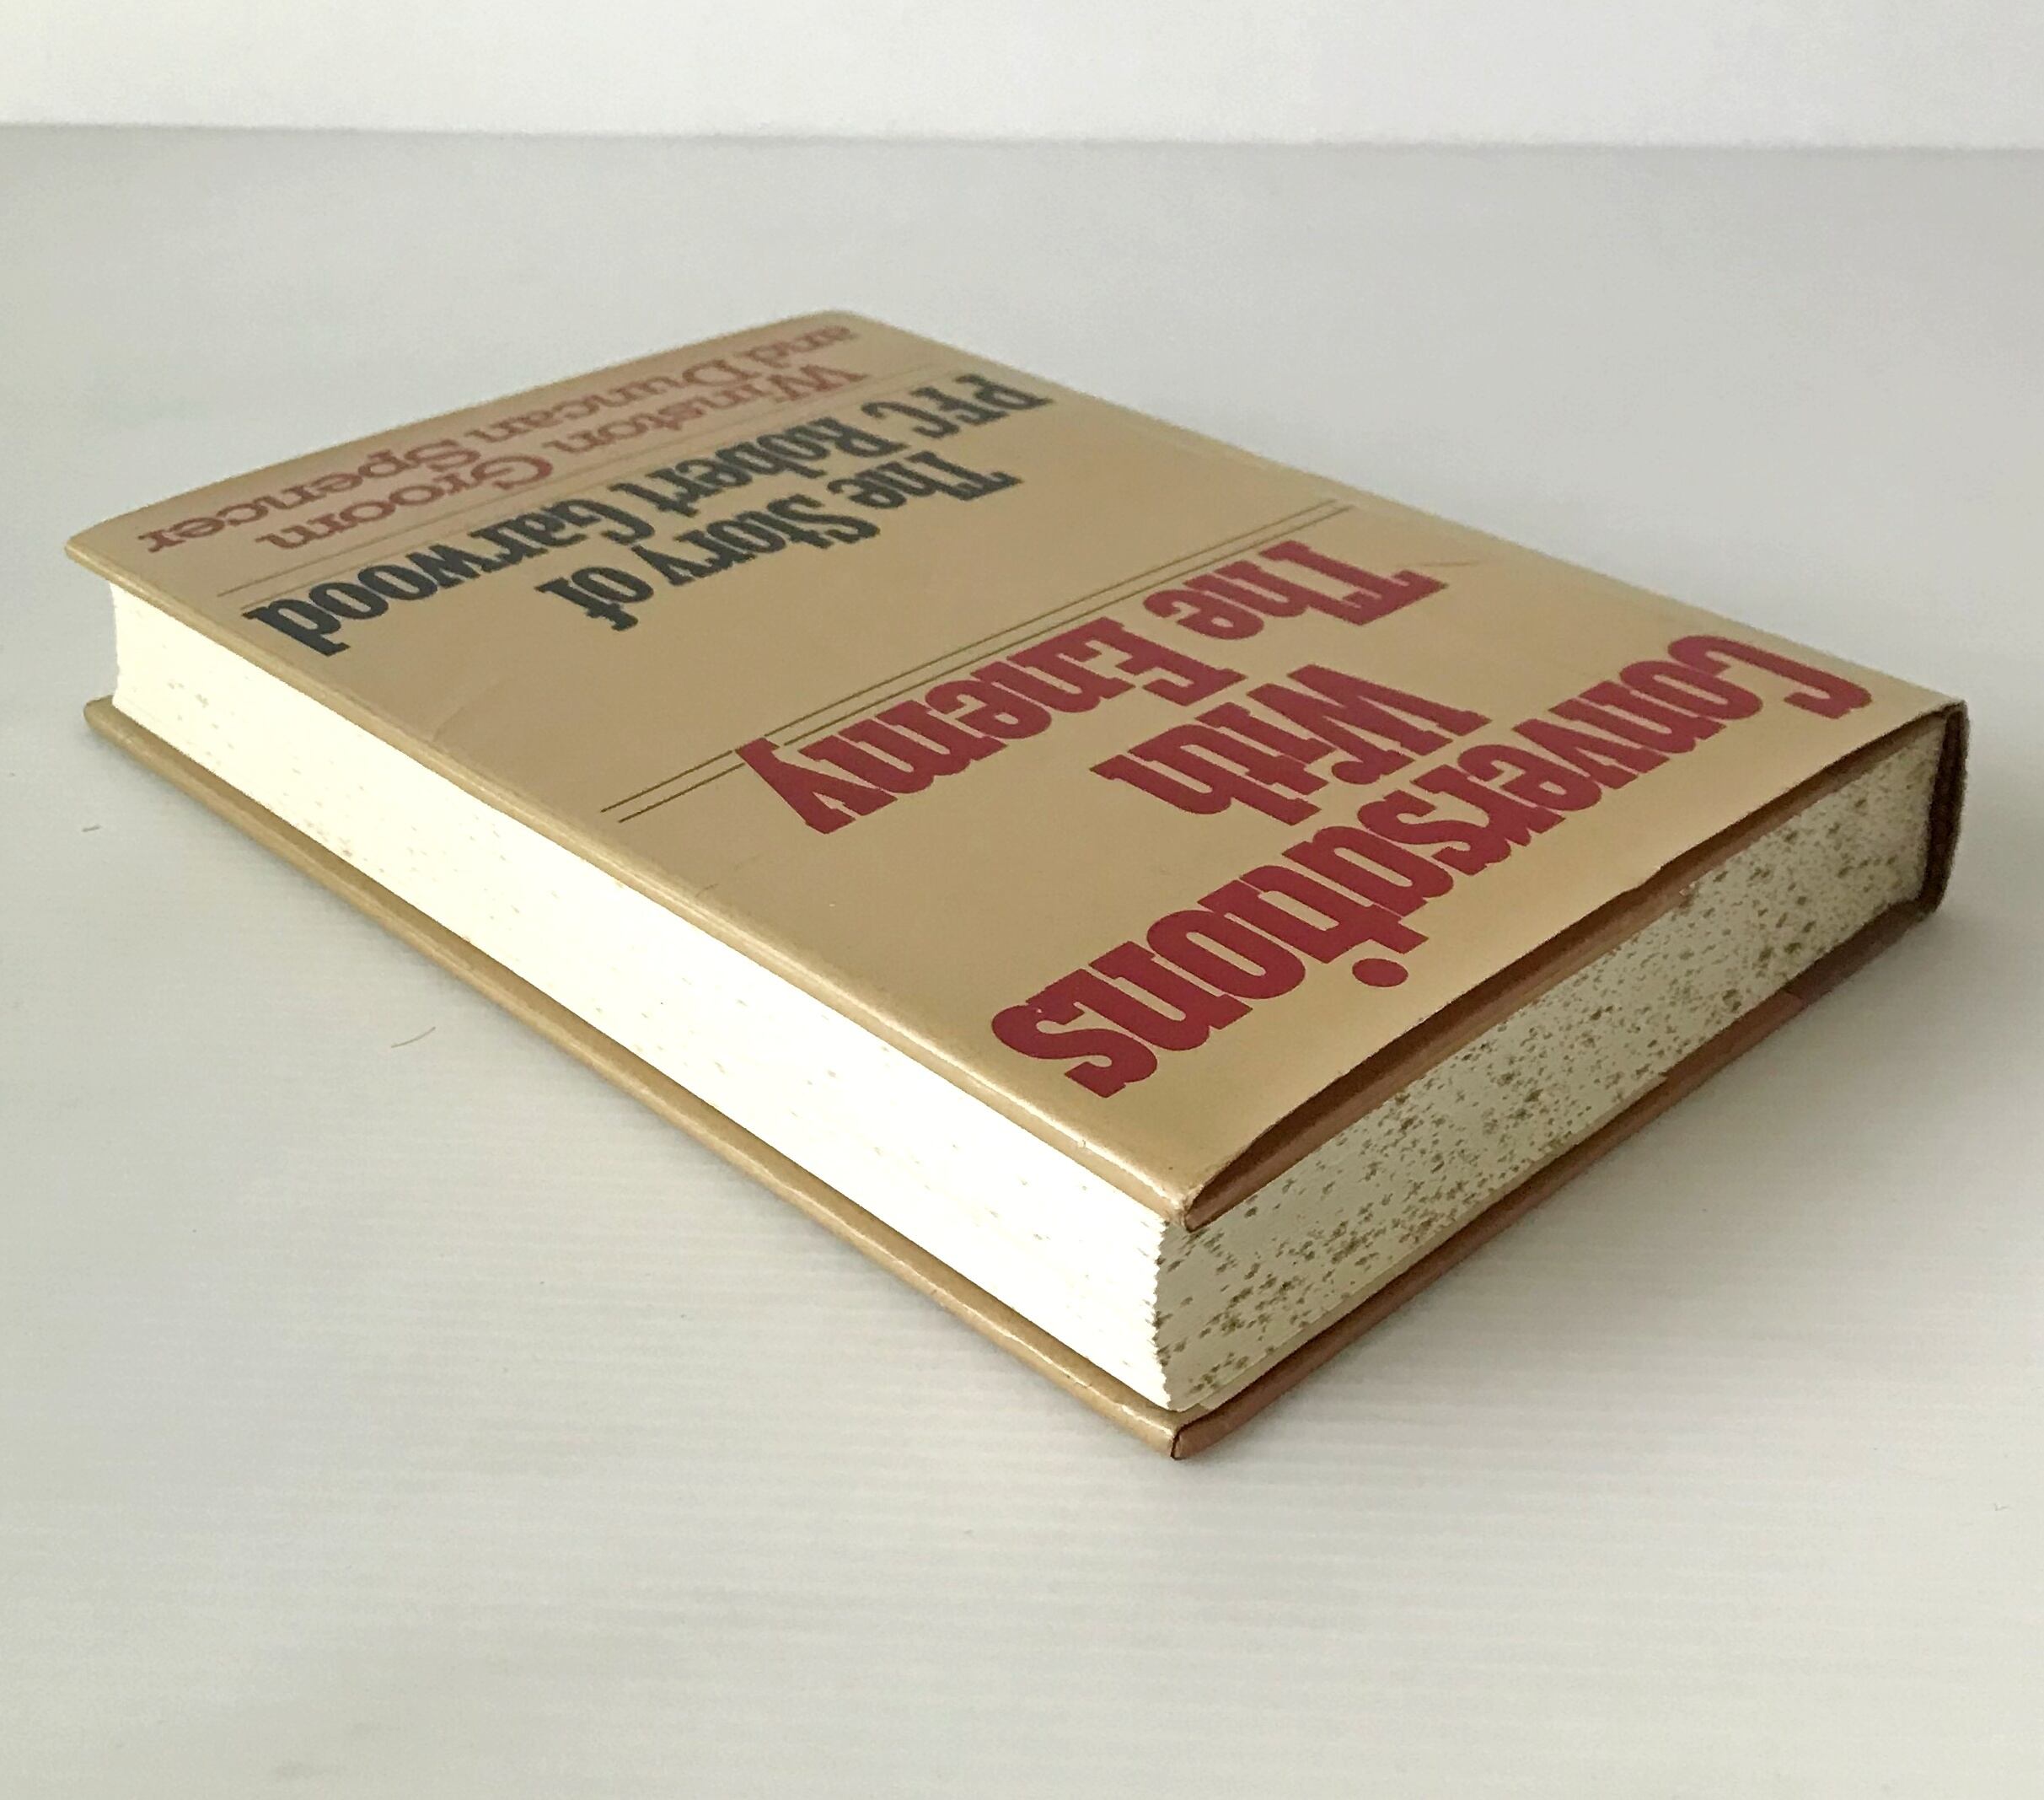 Conversations
With
The Enemy
The Story of
PFC Robert Garwood
Winston Groom
and Duncan Spencer